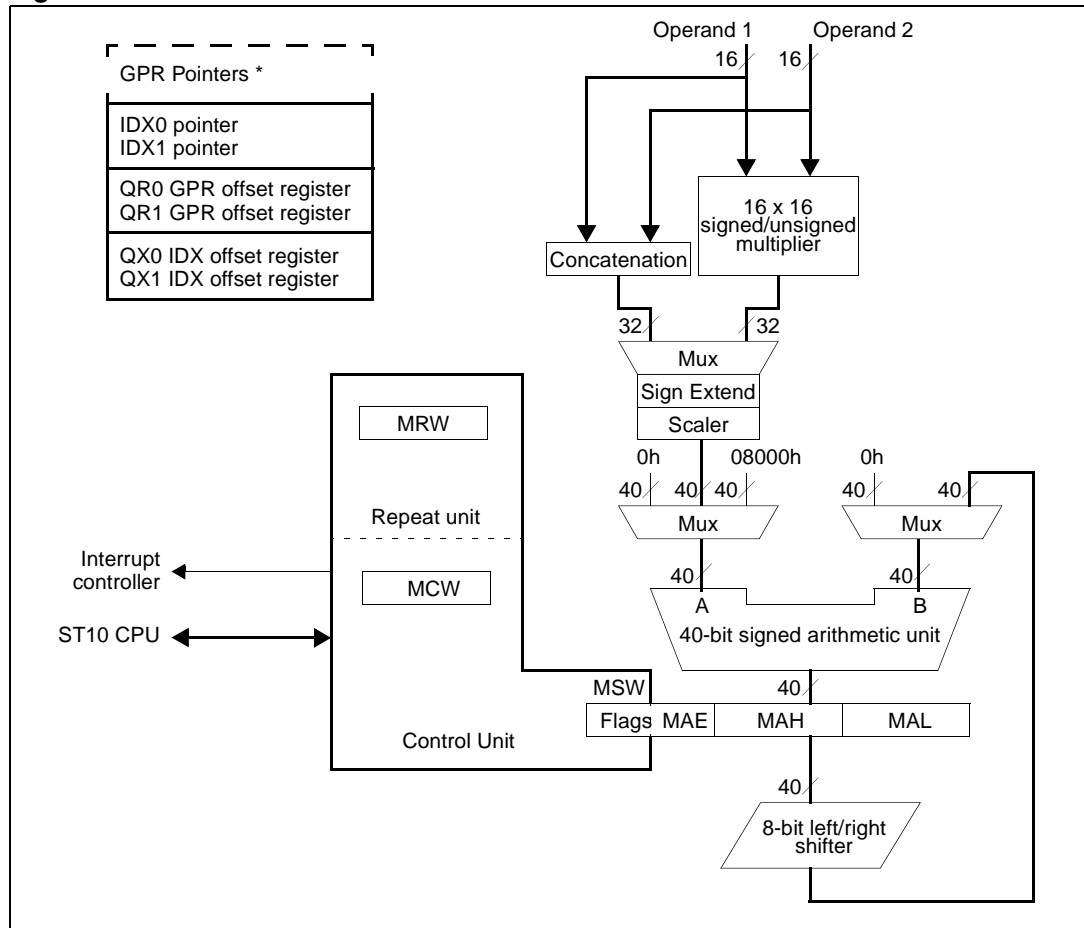 Operand 1
Operand 2
16
16
GPR Pointers *
IDX0 pointer
IDX1 pointer
QR0 GPR offset register
QR1 GPR offset register
QX0 IDX offset register
QX1 IDX offset register
16 x 16
signed/unsigned
multiplier
Concatenation
32
32
Mux
Sign Extend
Scaler
MRW
0h
08000h
0h
40
40
40
40
40
Repeat unit
Mux
Mux
Interrupt
controller
MCW
40
40
A
B
ST10 CPU
40-bit signed arithmetic unit
MSW
40
Flags
MAE
MAH
MAL
Control Unit
40
8-bit left/right
shifter